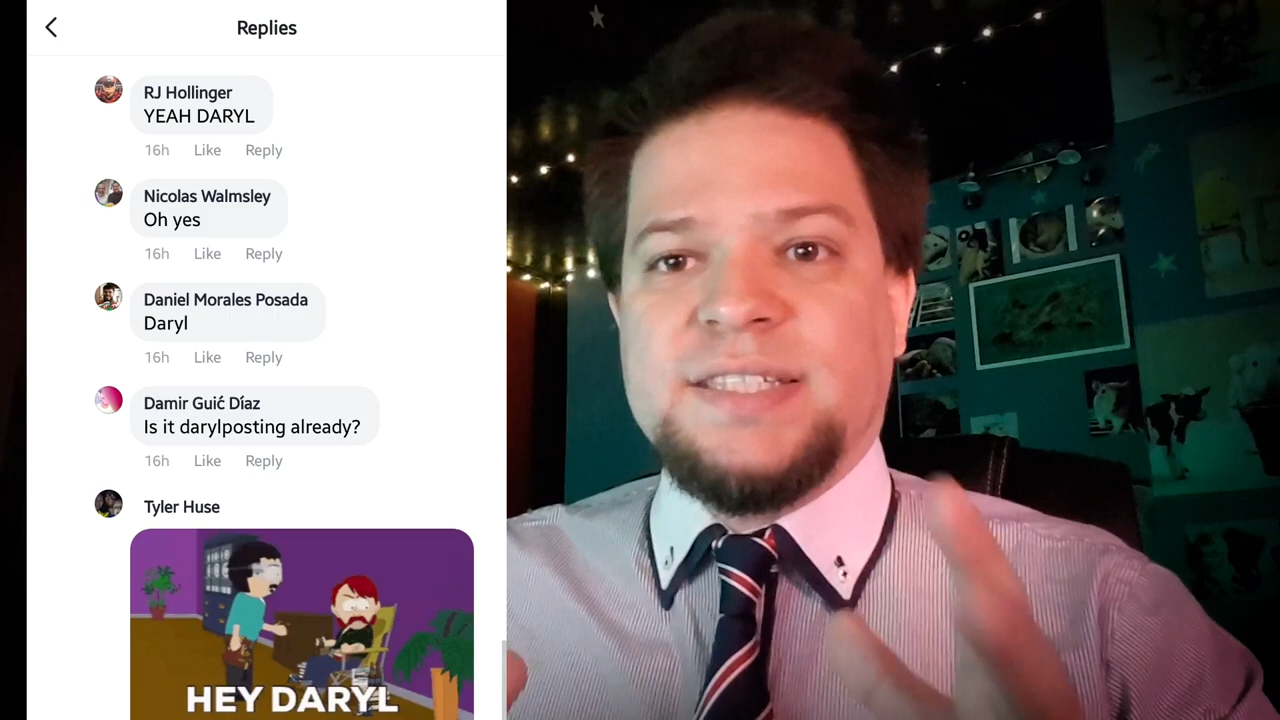 Replies
RJ Hollinger
YEAH DARYL
16h Like Reply
Nicolas Walmsley
Oh yes
16h Like Reply
Daniel Morales Posada
Daryl
16h Like Reply
Damir Guić Díaz
Is it darylposting already?
16h Like Reply
Tyler Huse
HEY DARYL